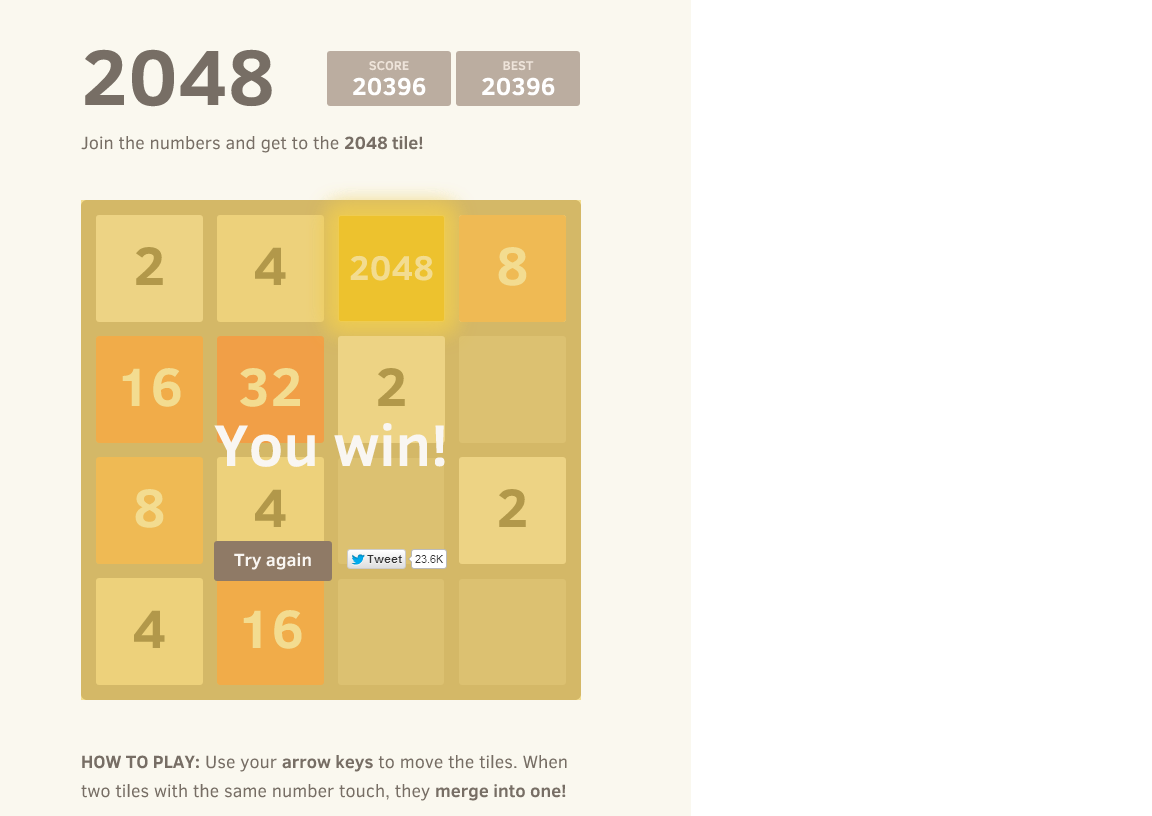 2048
SCORE
20396
BEST
20396
Join the numbers and get to the 2048 tile!
2 4 2048 8
16 32 2
You win!
8 4 2
Try again
Tweet 23.6K
4 16
HOW TO PLAY: Use your arrow keys to move the tiles. When
two tiles with the same number touch, they merge into one!